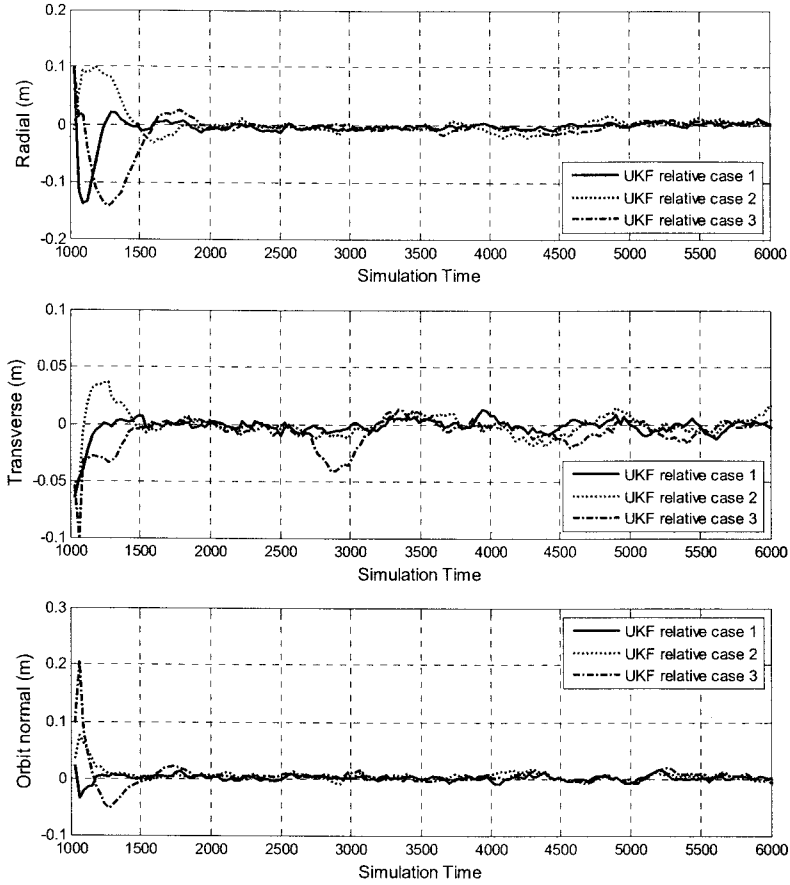 0.2
0.1
0
-0.1
-0.2
Radial (m)
UKF relative case 1
UKF relative case 2
UKF relative case 3
1000 1500 2000 2500 3000 3500 4000 4500 5000 5500 6000
Simulation Time
0.1
0.05
0
-0.05
-0.1
Transverse (m)
UKF relative case 1
UKF relative case 2
UKF relative case 3
1000 1500 2000 2500 3000 3500 4000 4500 5000 5500 6000
Simulation Time
0.3
0.2
0.1
0
-0.1
Orbit normal (m)
UKF relative case 1
UKF relative case 2
UKF relative case 3
1000 1500 2000 2500 3000 3500 4000 4500 5000 5500 6000
Simulation Time